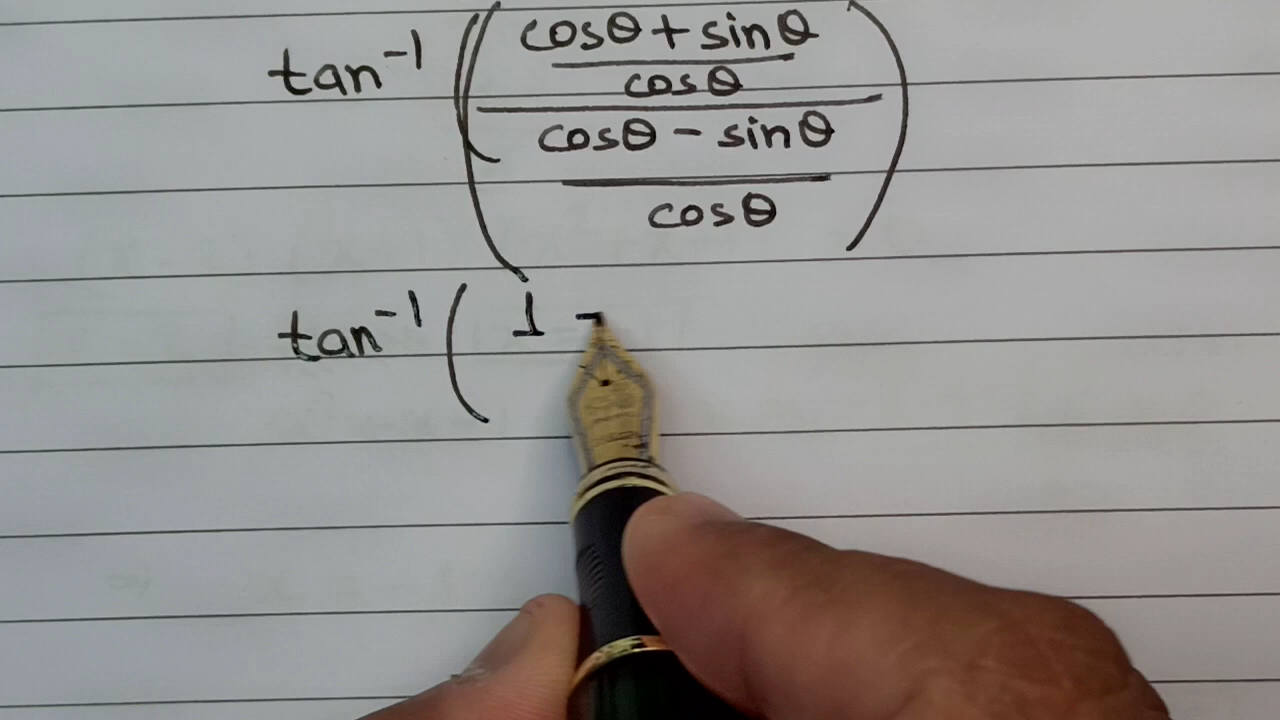 cosθ + sinθ
tan⁻¹ cosθ
cosθ − sinθ
cosθ
tan⁻¹ ( 1 -